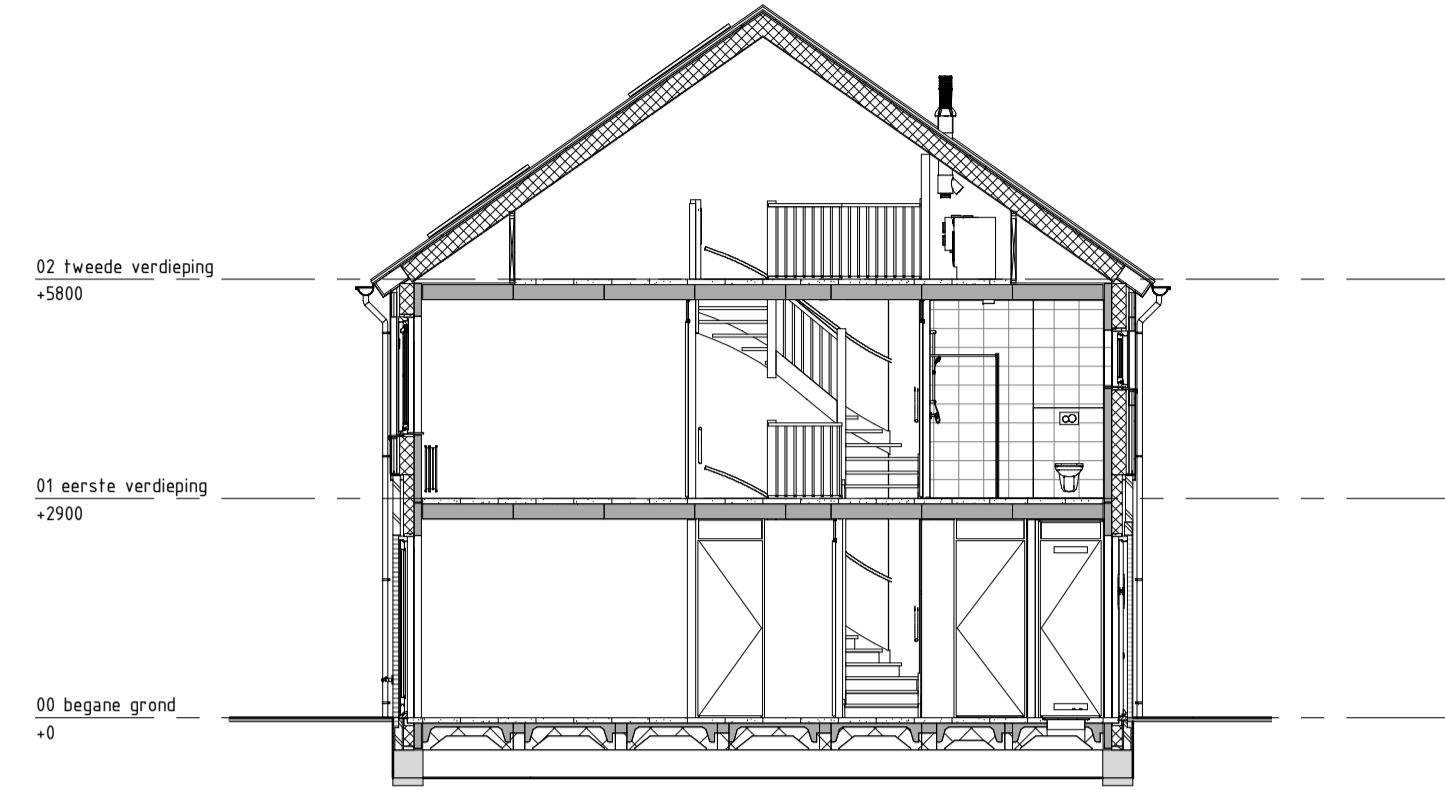 02 tweede verdieping
+5800
01 eerste verdieping
+2900
00 begane grond
+0